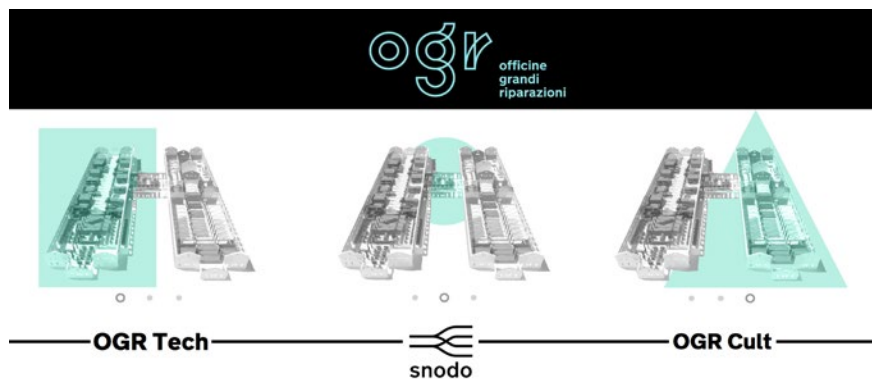 ogr
officine
grandi
riparazioni
OGR Tech
snodo
OGR Cult